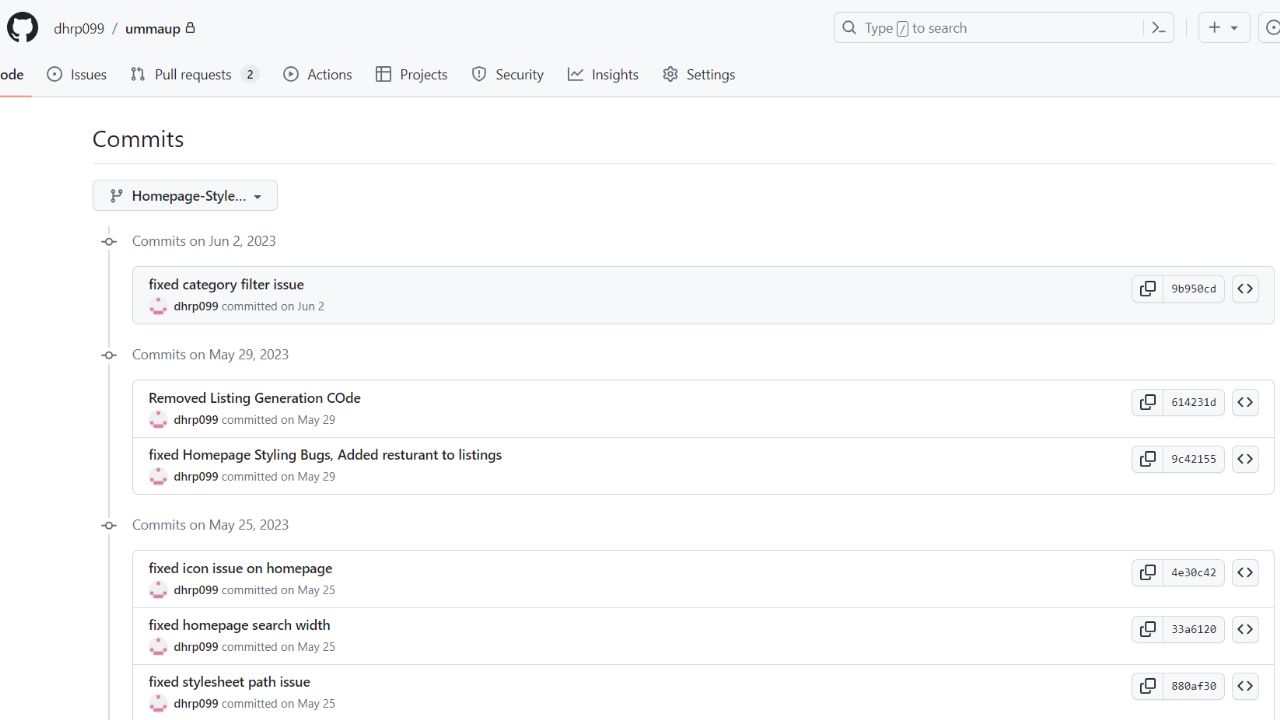 dhrp099 / ummaup
Type / to search
ode Issues Pull requests 2 Actions Projects Security Insights Settings
Commits
Homepage-Style...
Commits on Jun 2, 2023
fixed category filter issue
9b950cd
dhrp099 committed on Jun 2
Commits on May 29, 2023
Removed Listing Generation COde
614231d
dhrp099 committed on May 29
fixed Homepage Styling Bugs, Added resturant to listings
9c42155
dhrp099 committed on May 29
Commits on May 25, 2023
fixed icon issue on homepage
4e30c42
dhrp099 committed on May 25
fixed homepage search width
33a6120
dhrp099 committed on May 25
fixed stylesheet path issue
880af30
dhrp099 committed on May 25